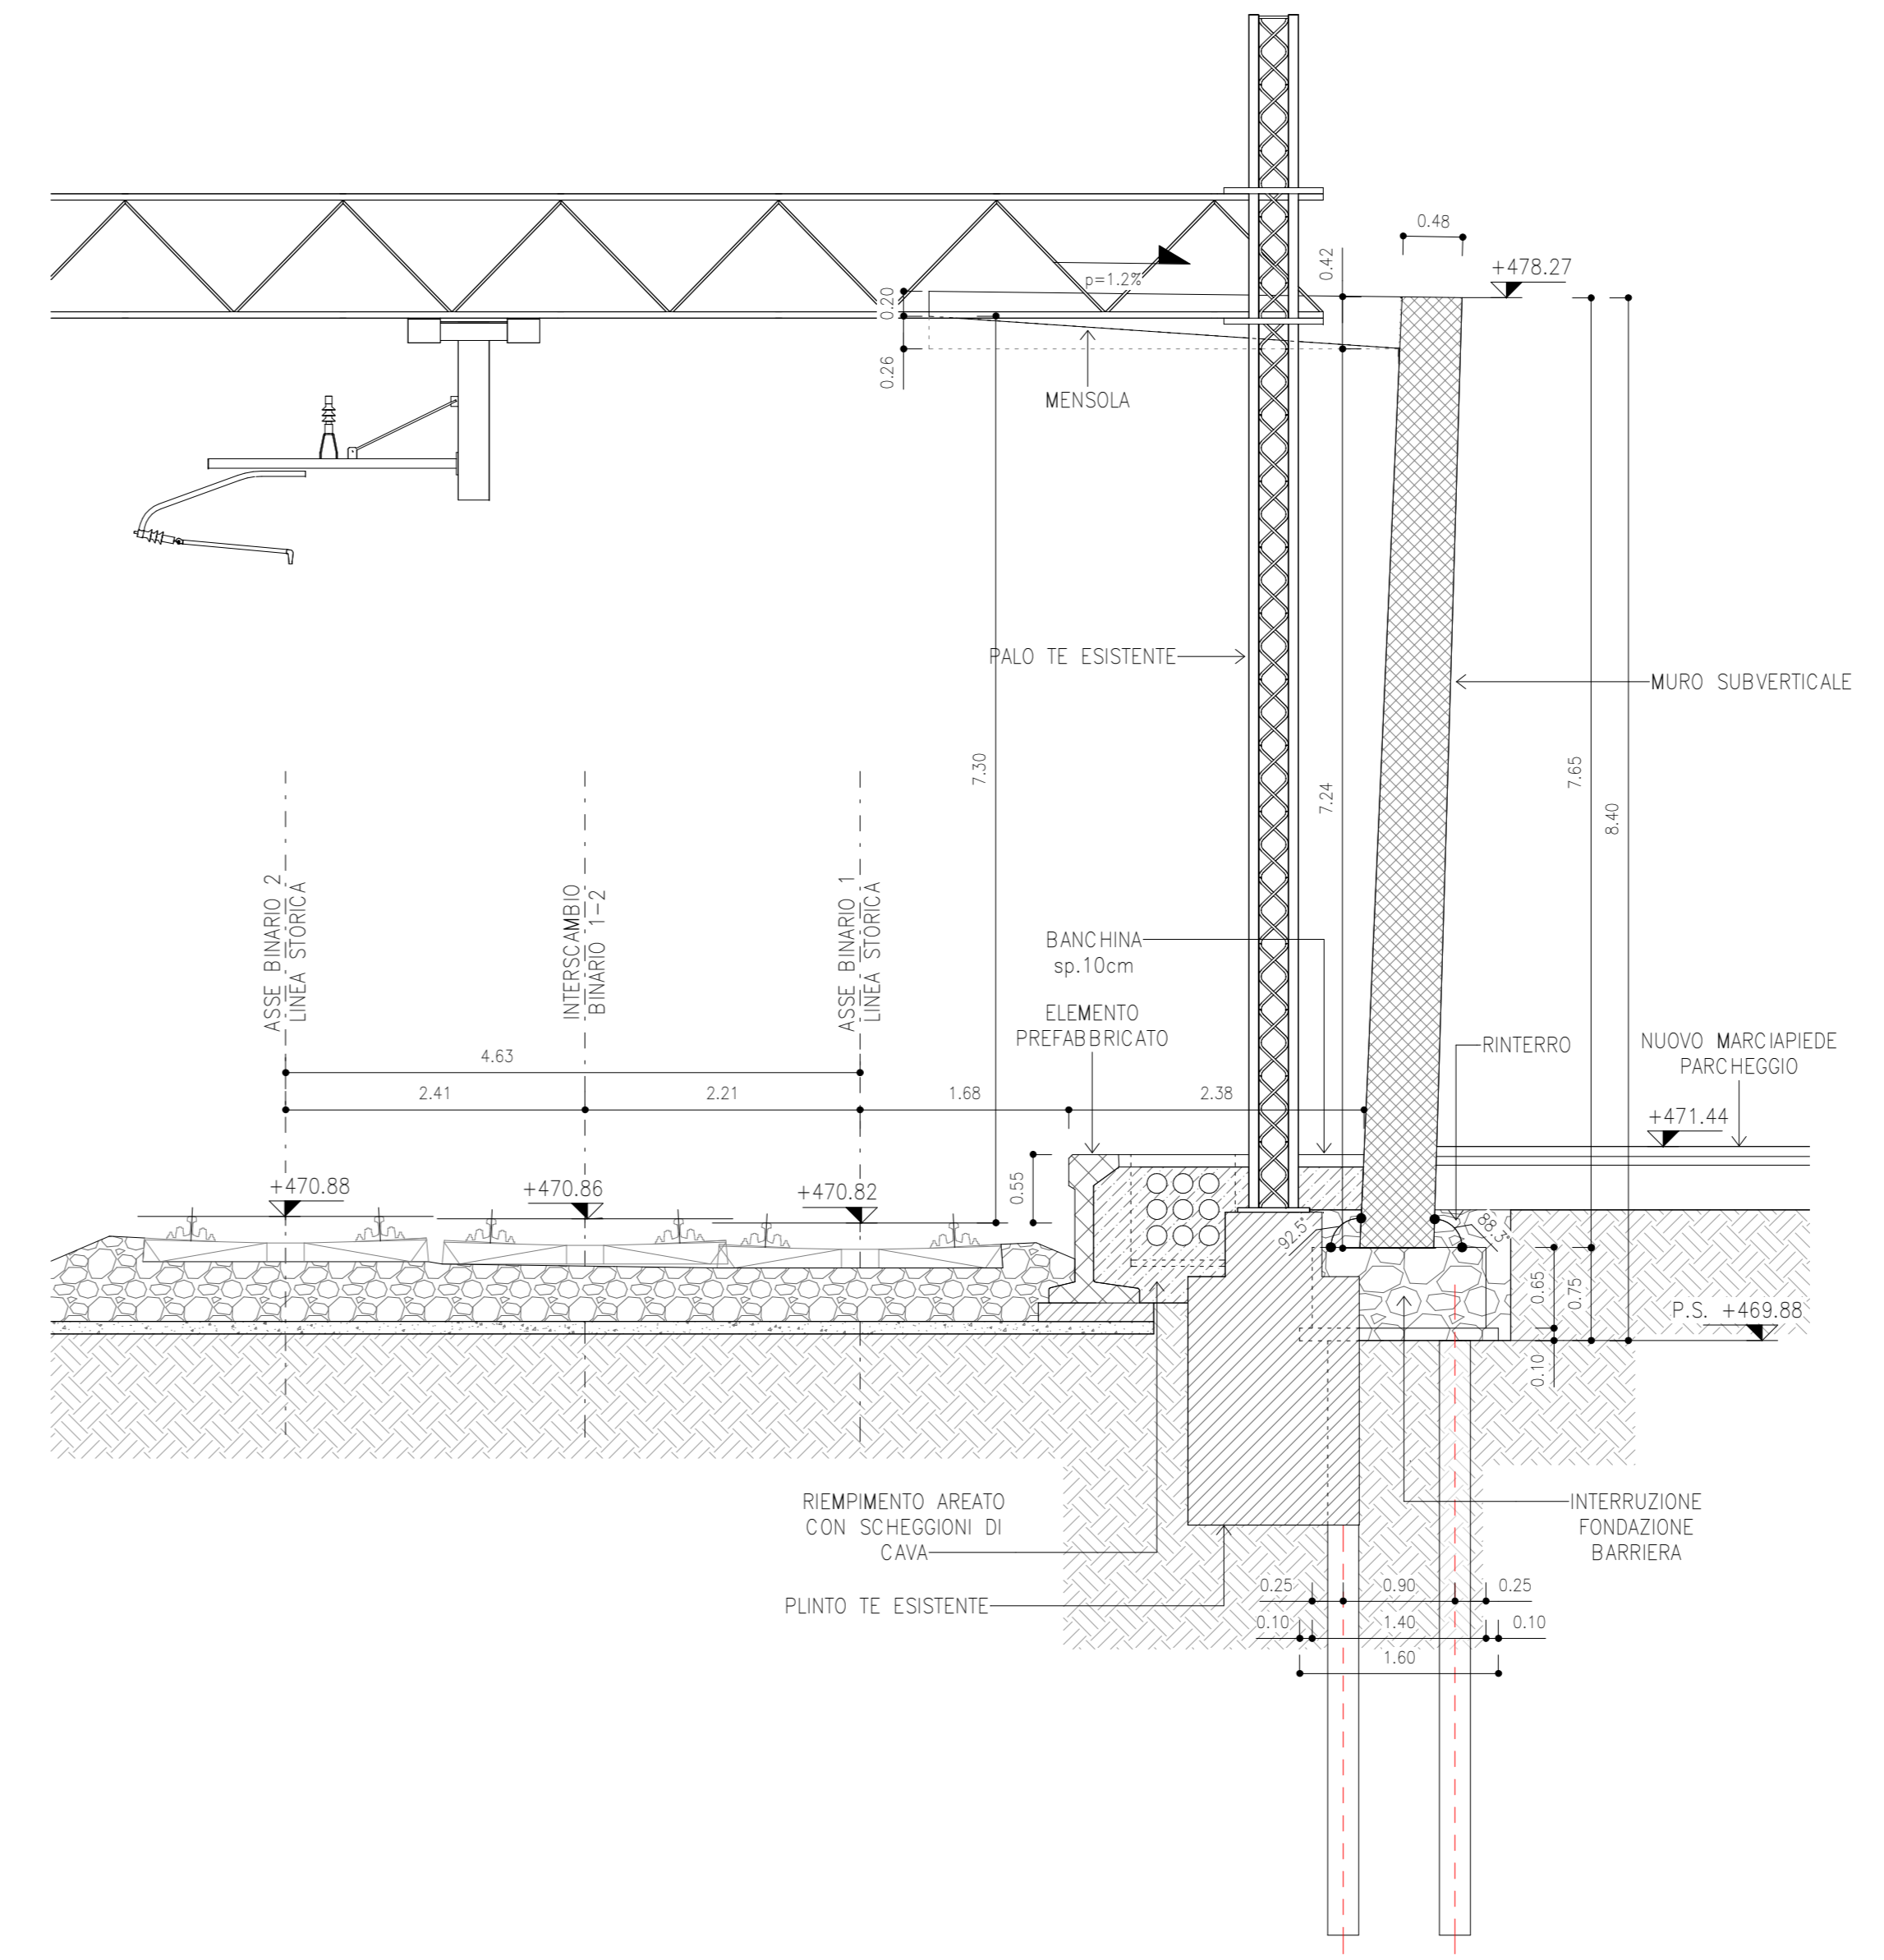 0.48
+478.27
0.42
p=1.2%
0.20
0.26
MENSOLA
PALO TE ESISTENTE
MURO SUBVERTICALE
7.30
7.24
7.65
8.40
ASSE BINARIO 2
LINEA STORICA
INTERSCAMBIO
BINARIO 1-2
ASSE BINARIO 1
LINEA STORICA
BANCHINA
sp.10cm
ELEMENTO
PREFABBRICATO
RINTERRO
NUOVO MARCIAPIEDE
PARCHEGGIO
4.63
2.41
2.21
1.68
2.38
+471.44
+470.88
+470.86
+470.82
0.55
92.5°
88.5°
0.65
0.75
0.10
P.S. +469.88
RIEMPIMENTO AREATO
CON SCHEGGIONI DI
CAVA
INTERRUZIONE
FONDAZIONE
BARRIERA
PLINTO TE ESISTENTE
0.25
0.90
0.25
0.10
1.40
0.10
1.60